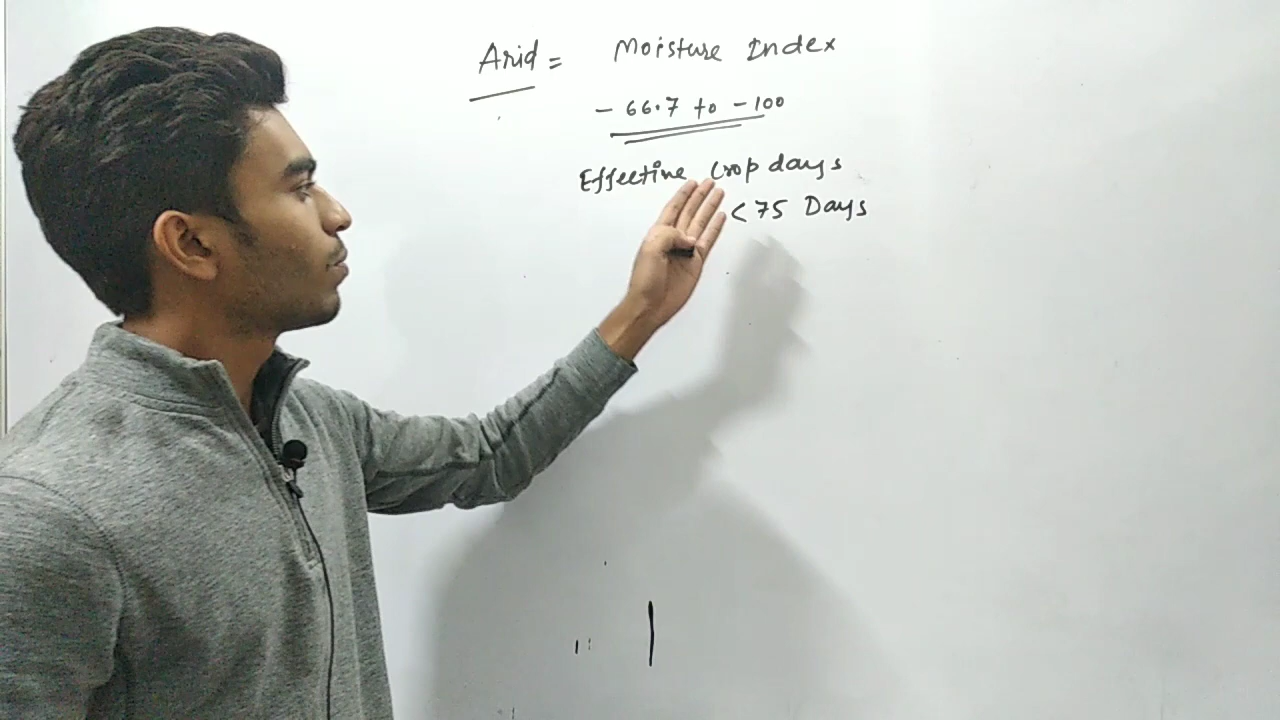 Arid = Moisture Index
- 66.7 to -100
Effective Crop days
< 75 Days